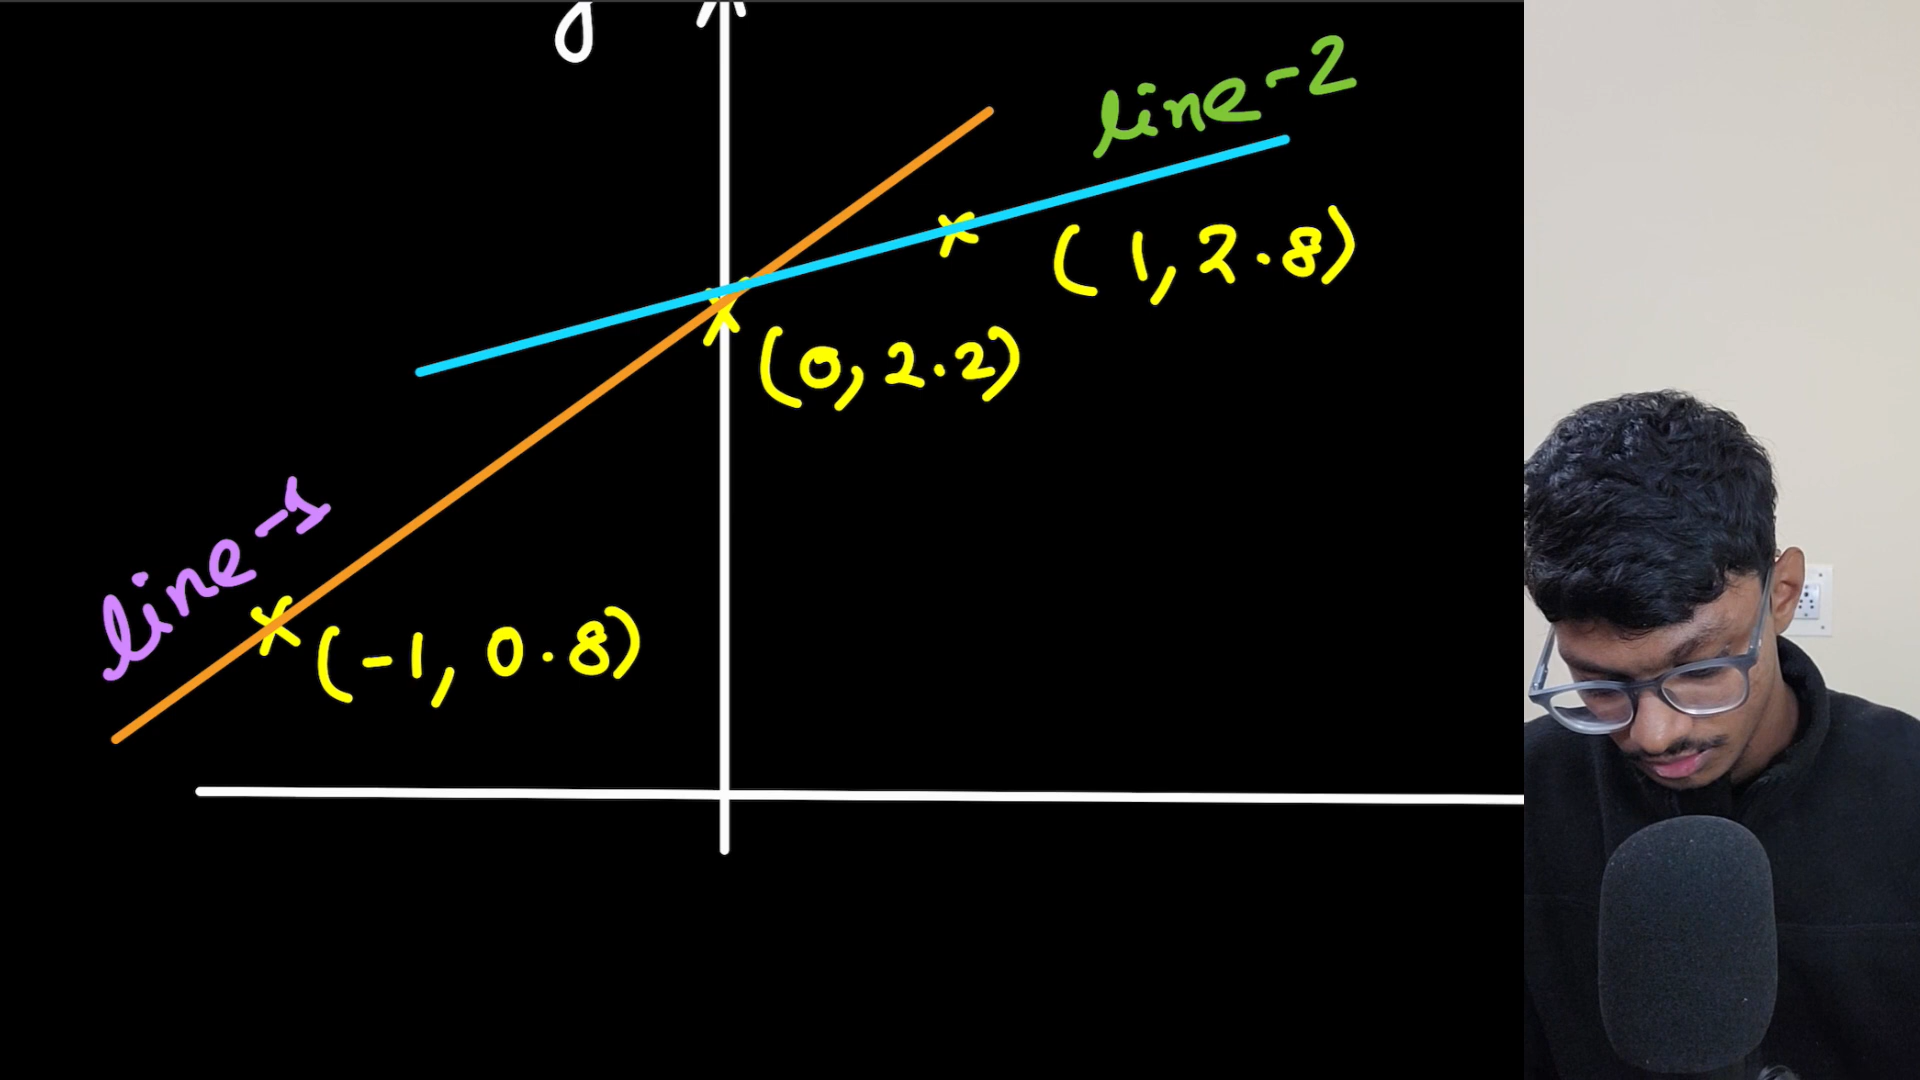 y
line-2
(1, 2.8)
(0, 2.2)
line-1
(-1, 0.8)